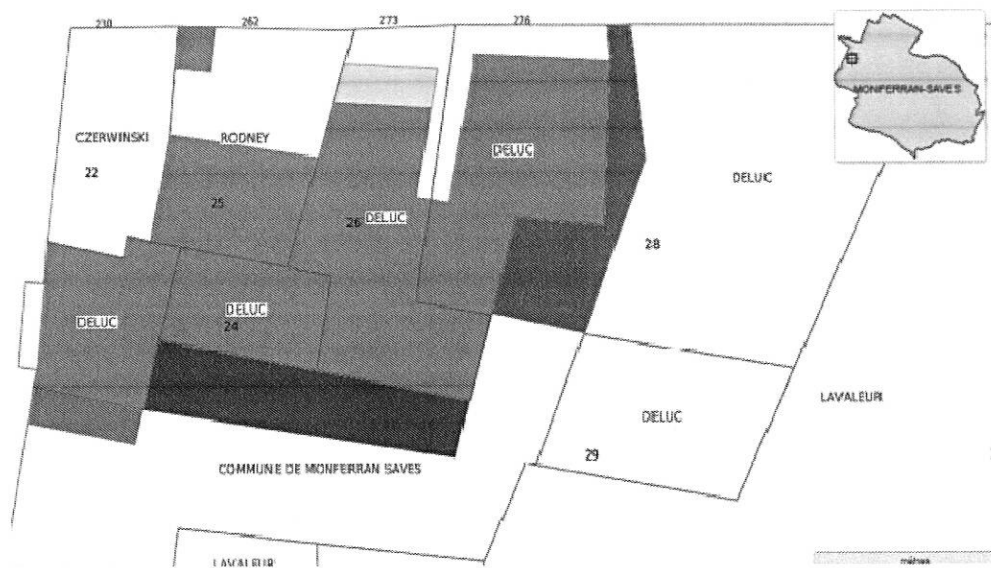 230 262 273 276
MONFERRAN-SAVES
CZERWINSKI
RODNEY
DELUC
DELUC
22
25
26 DELUC
28
DELUC
DELUC
24
LAVALEUR
DELUC
29
COMMUNE DE MONFERRAN SAVES
LAVALEUR
mètres